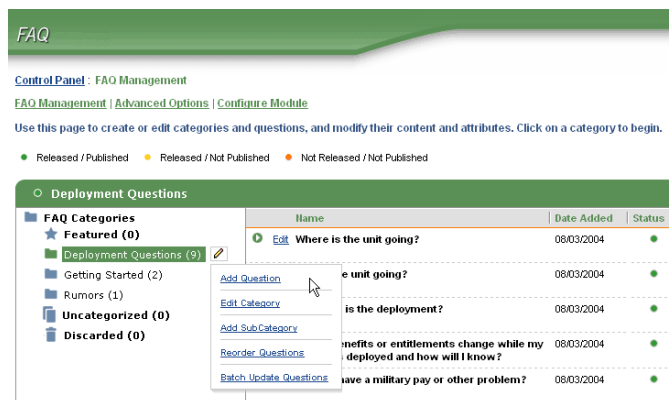 FAQ
Control Panel : FAQ Management
FAQ Management | Advanced Options | Configure Module
Use this page to create or edit categories and questions, and modify their content and attributes. Click on a category to begin.
Released / Published Released / Not Published Not Released / Not Published
Deployment Questions
FAQ Categories
Featured (0)
Deployment Questions (9)
Getting Started (2)
Rumors (1)
Uncategorized (0)
Discarded (0)
Add Question
Edit Category
Add SubCategory
Reorder Questions
Batch Update Questions
Name Date Added Status
Edit Where is the unit going? 08/03/2004
e unit going? 08/03/2004
is the deployment? 08/03/2004
enefits or entitlements change while my 08/03/2004
deployed and how will I know?
have a military pay or other problem? 08/03/2004